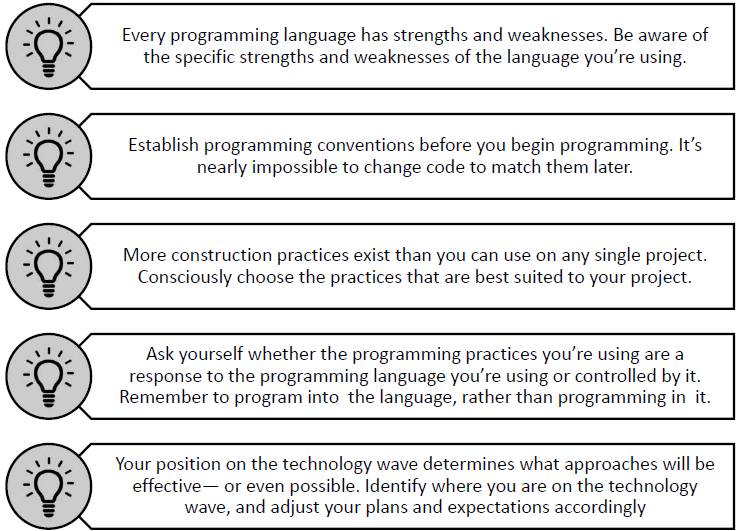 Every programming language has strengths and weaknesses. Be aware of
the specific strengths and weaknesses of the language you’re using.
Establish programming conventions before you begin programming. It’s
nearly impossible to change code to match them later.
More construction practices exist than you can use on any single project.
Consciously choose the practices that are best suited to your project.
Ask yourself whether the programming practices you’re using are a
response to the programming language you’re using or controlled by it.
Remember to program into  the language, rather than programming in  it.
Your position on the technology wave determines what approaches will be
effective— or even possible. Identify where you are on the technology
wave, and adjust your plans and expectations accordingly